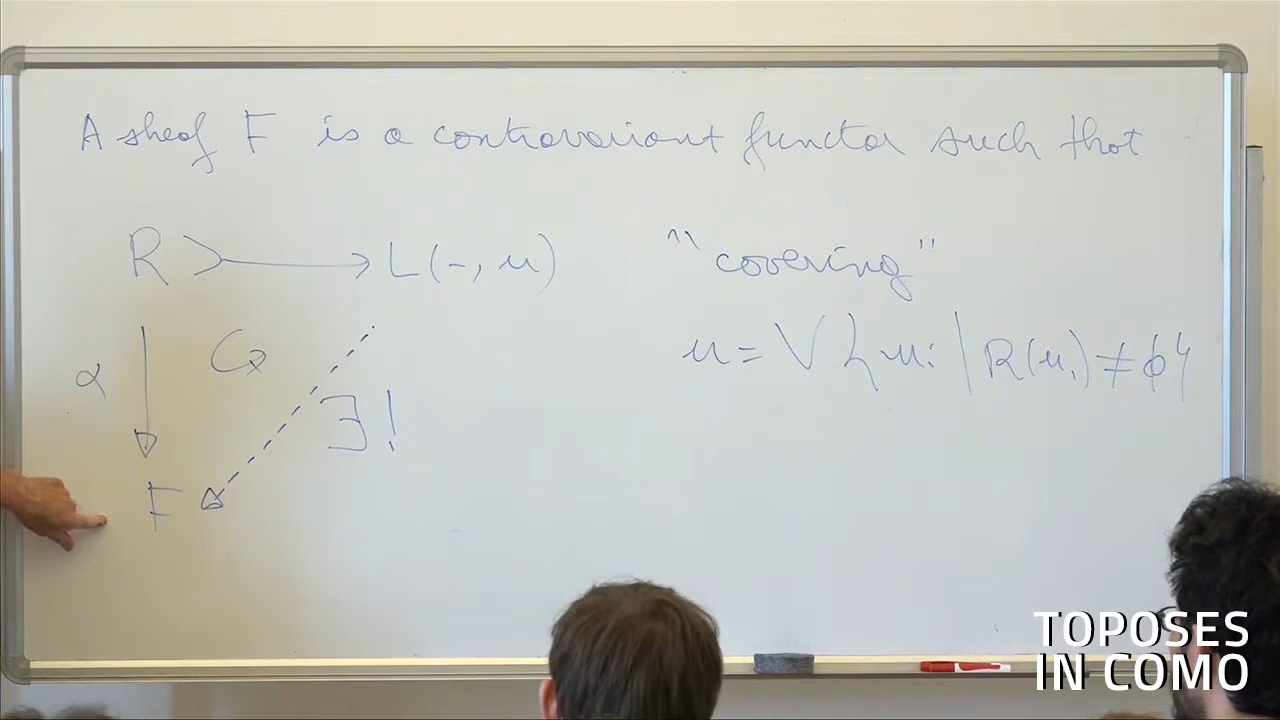 A sheaf F is a contravariant functor such that
R ⟶ L(-, u) "covering"
α ∃!
u = ⋁ { uᵢ | R(uᵢ) ≠ ϕ }
F
TOPOSES
IN COMO